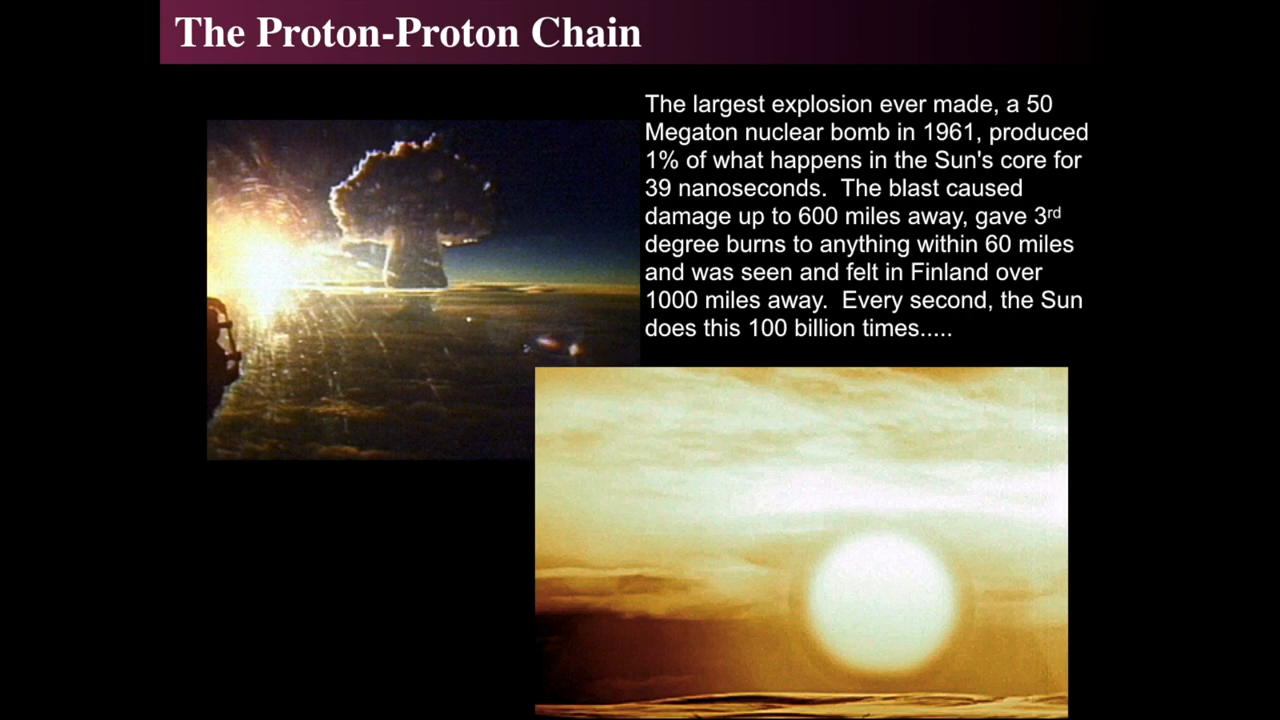 The Proton-Proton Chain
The largest explosion ever made, a 50
Megaton nuclear bomb in 1961, produced
1% of what happens in the Sun's core for
39 nanoseconds.  The blast caused
damage up to 600 miles away, gave 3rd
degree burns to anything within 60 miles
and was seen and felt in Finland over
1000 miles away.  Every second, the Sun
does this 100 billion times.....